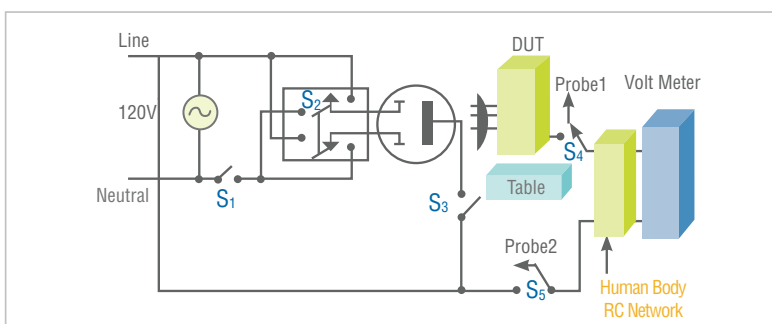 Line
DUT
Probe1
Volt Meter
S2
120V
S4
Neutral
S1
S3
Table
Probe2
S5
Human Body
RC Network